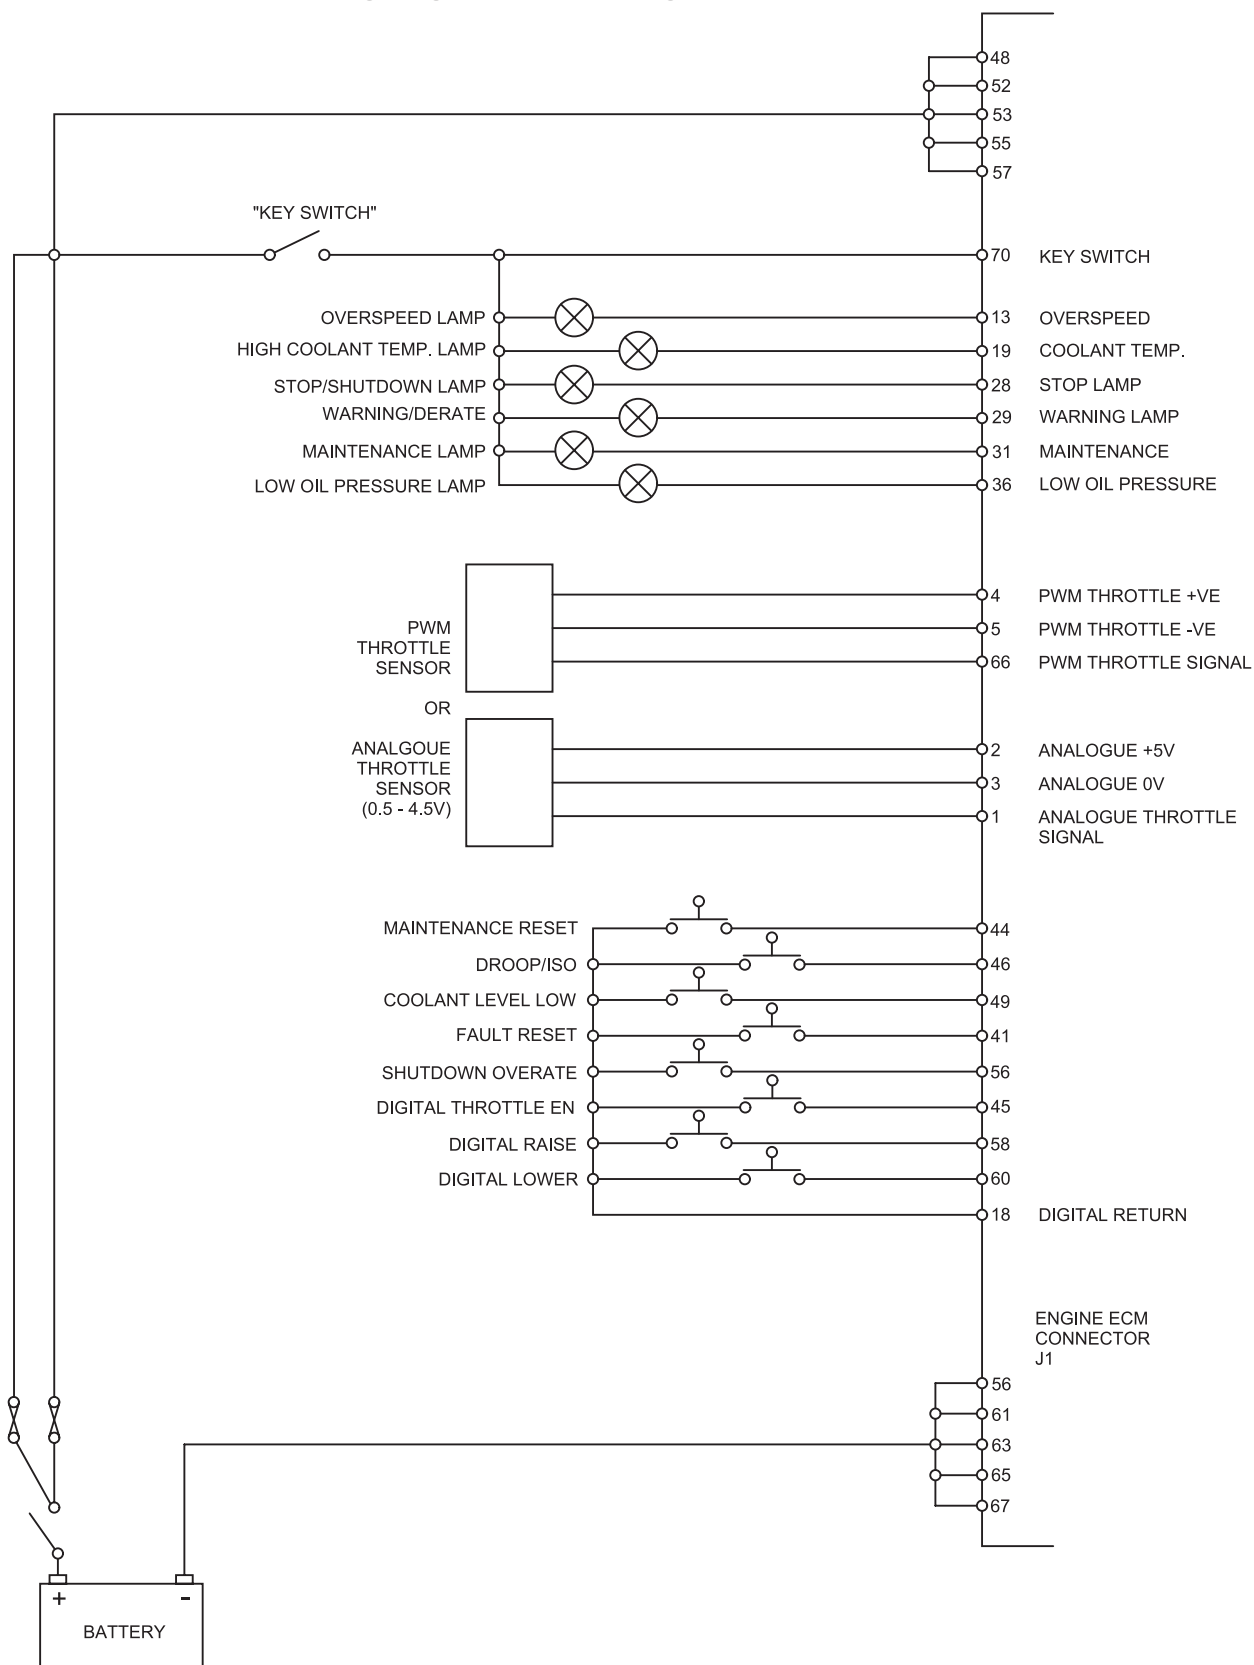 48
52
53
55
57
"KEY SWITCH"
70 KEY SWITCH
OVERSPEED LAMP 13 OVERSPEED
HIGH COOLANT TEMP. LAMP 19 COOLANT TEMP.
STOP/SHUTDOWN LAMP 28 STOP LAMP
WARNING/DERATE 29 WARNING LAMP
MAINTENANCE LAMP 31 MAINTENANCE
LOW OIL PRESSURE LAMP 36 LOW OIL PRESSURE
4 PWM THROTTLE +VE
5 PWM THROTTLE -VE
66 PWM THROTTLE SIGNAL
PWM
THROTTLE
SENSOR
OR
ANALGOUE
THROTTLE
SENSOR
(0.5 - 4.5V)
2 ANALOGUE +5V
3 ANALOGUE 0V
1 ANALOGUE THROTTLE
SIGNAL
MAINTENANCE RESET 44
DROOP/ISO 46
COOLANT LEVEL LOW 49
FAULT RESET 41
SHUTDOWN OVERATE 56
DIGITAL THROTTLE EN 45
DIGITAL RAISE 58
DIGITAL LOWER 60
18 DIGITAL RETURN
ENGINE ECM
CONNECTOR
J1
56
61
63
65
67
+ -
BATTERY